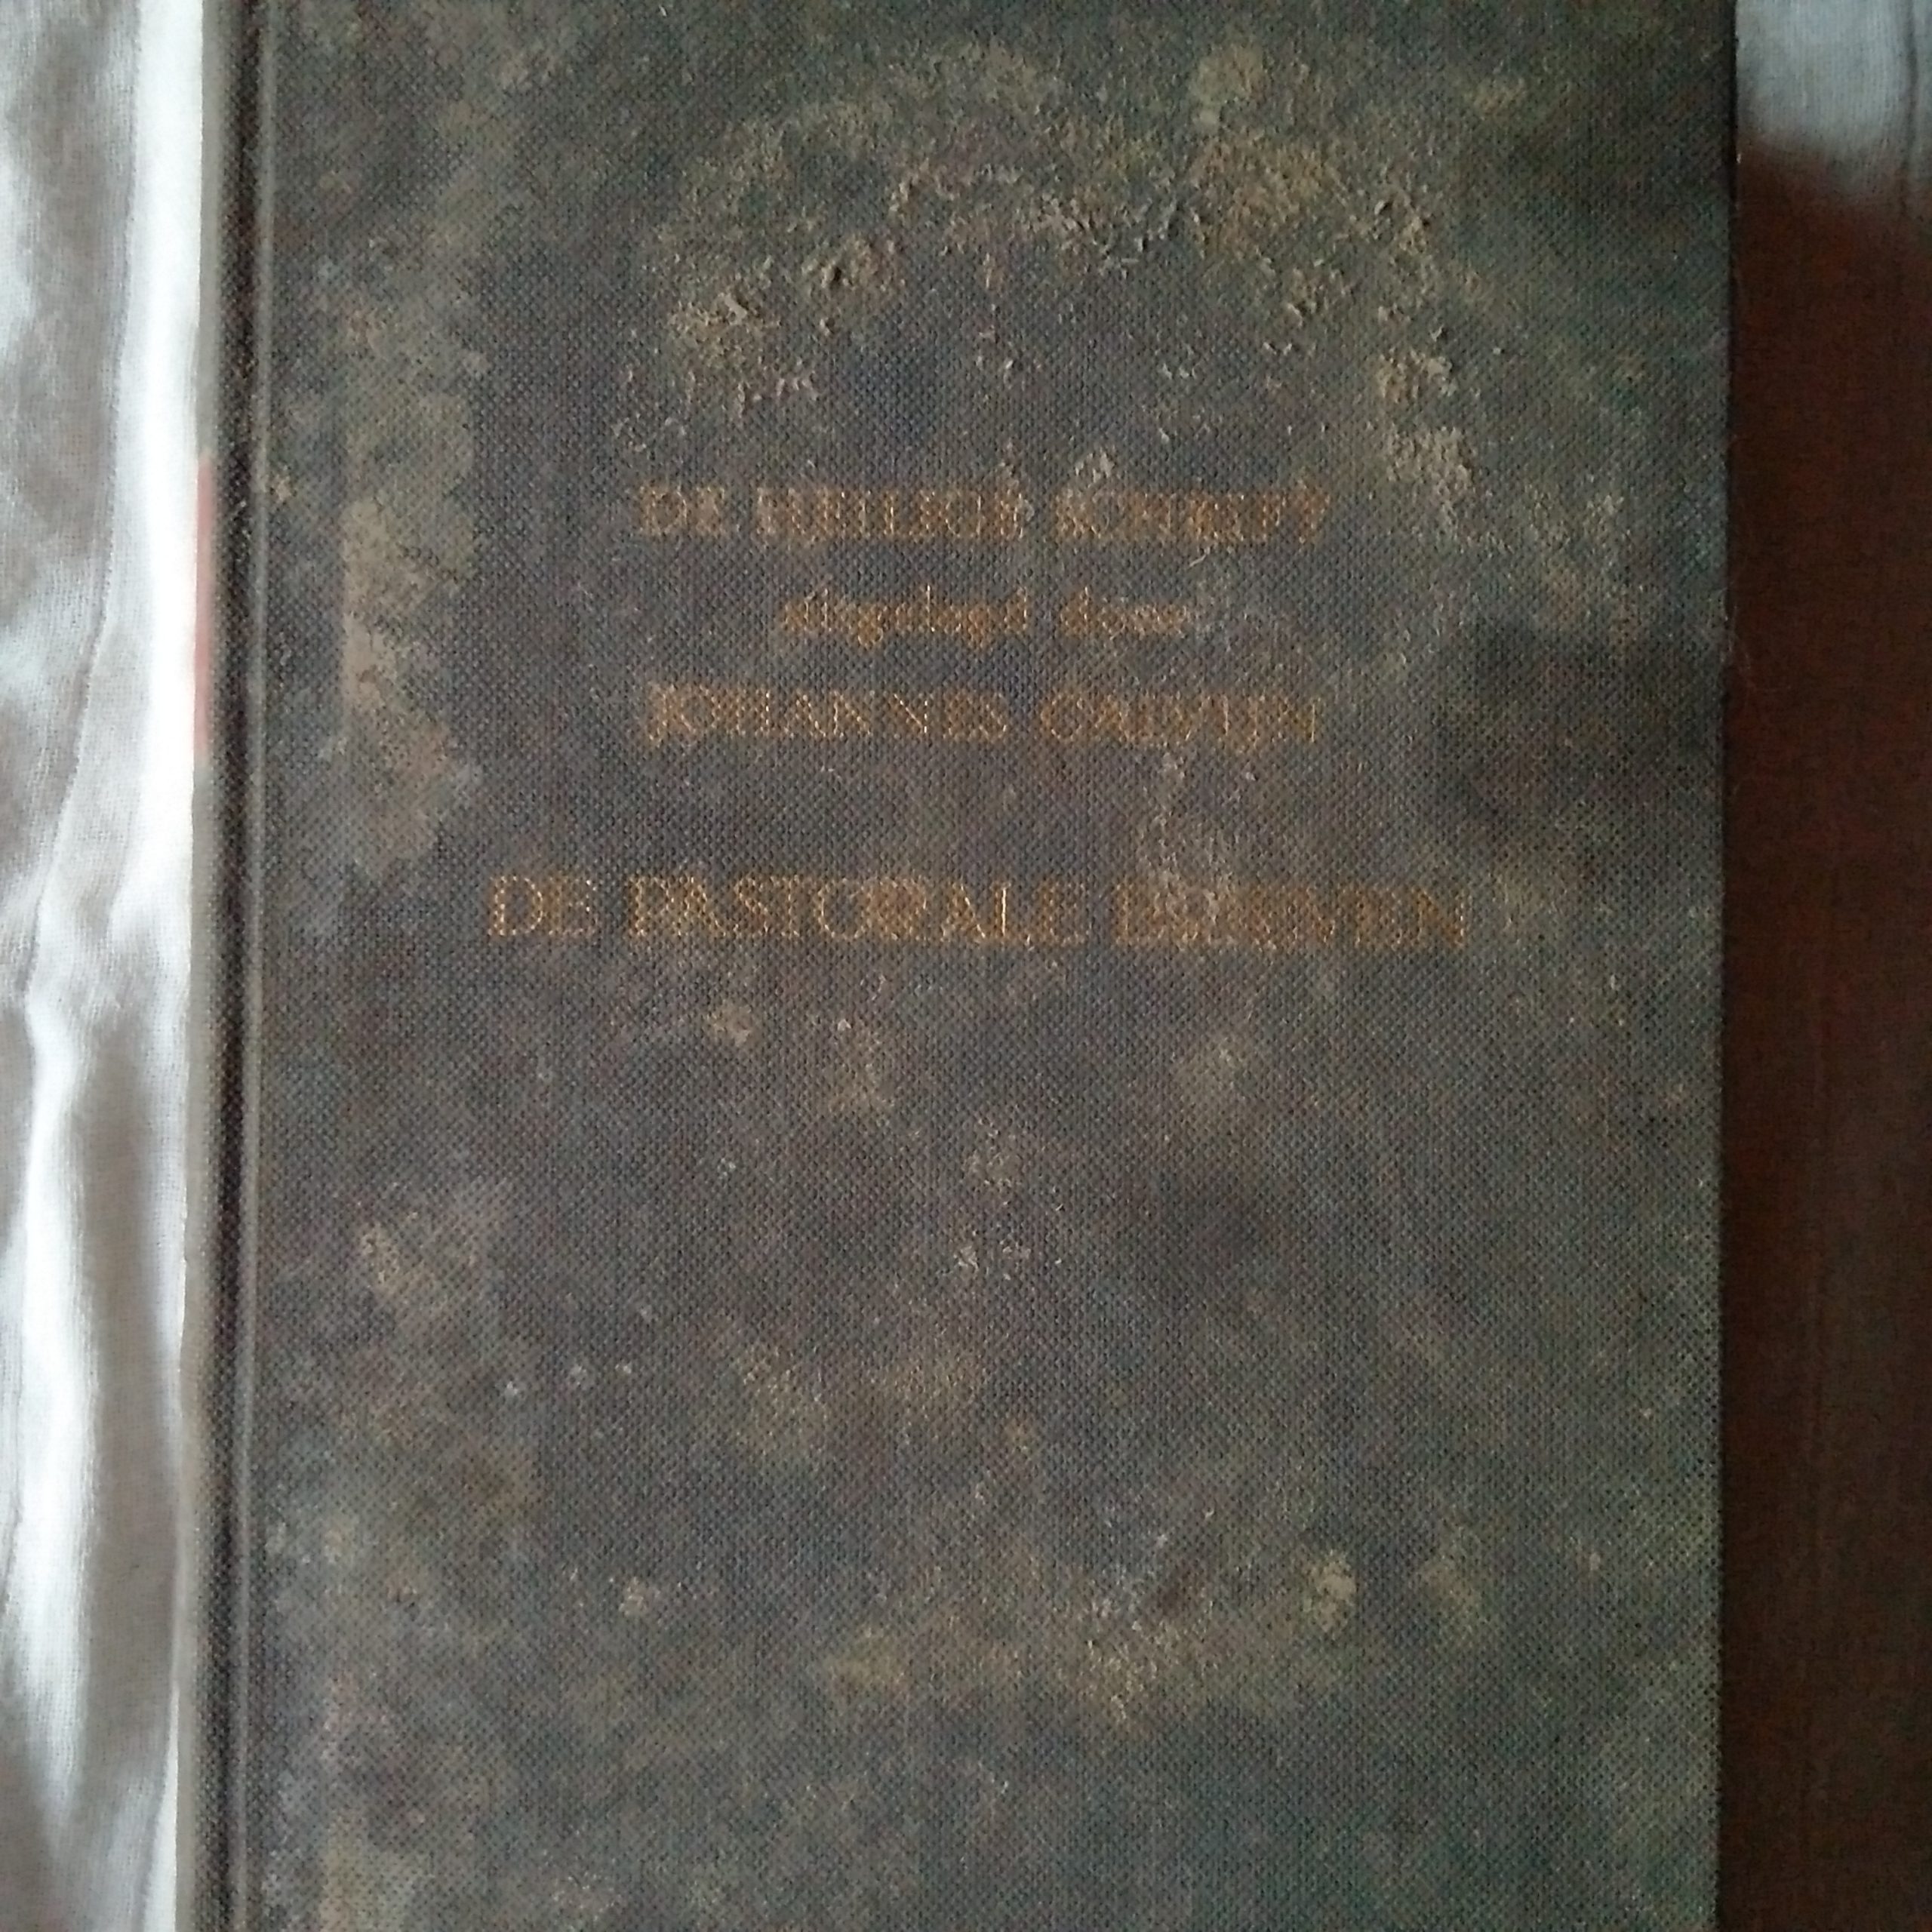 DE HEILIGE SCHRIFT
uitgelegd door
JOHANNES CALVIJN
DE PASTORALE BRIEVEN